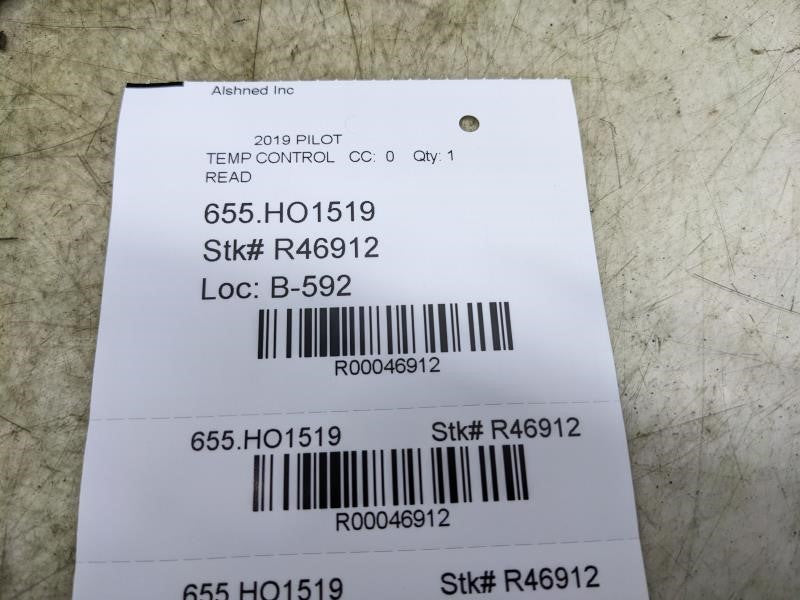 Alshned Inc
2019 PILOT
TEMP CONTROL CC: 0 Qty: 1
READ
655.HO1519
Stk# R46912
Loc: B-592
R00046912
655.HO1519 Stk# R46912
R00046912
655.HO1519 Stk# R46912